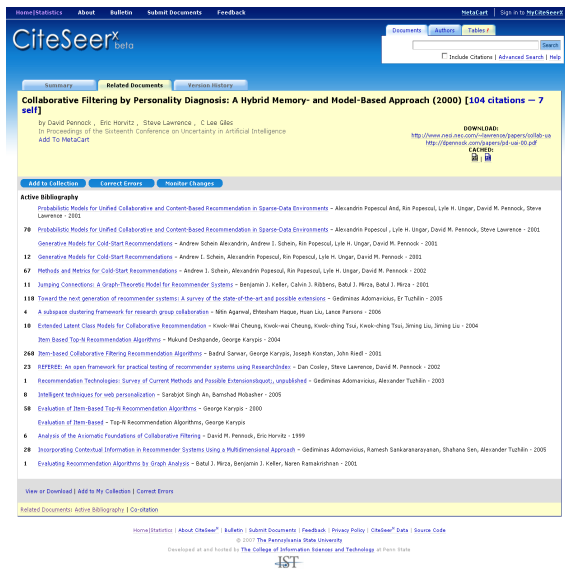 Home|Statistics About Bulletin Submit Documents Feedback MetaCart | Sign in to MyCiteSeerX
CiteSeerX beta
Documents Authors Tables
Search
Include Citations | Advanced Search | Help
Summary Related Documents Version History
Collaborative Filtering by Personality Diagnosis: A Hybrid Memory- and Model-Based Approach (2000) [104 citations — 7
self]
by David Pennock , Eric Horvitz , Steve Lawrence , C Lee Giles
In Proceedings of the Sixteenth Conference on Uncertainty in Artificial Intelligence
Add To MetaCart
DOWNLOAD:
http://www.neci.nec.com/~lawrence/papers/collab-ua
http://dpennock.com/papers/pd-uai-00.pdf
CACHED:
Add to Collection Correct Errors Monitor Changes
Active Bibliography
Probabilistic Models for Unified Collaborative and Content-Based Recommendation in Sparse-Data Environments – Alexandrin Popescul And, Rin Popescul, Lyle H. Ungar, David M. Pennock, Steve
Lawrence - 2001
70 Probabilistic Models for Unified Collaborative and Content-Based Recommendation in Sparse-Data Environments – Alexandrin Popescul , Lyle H. Ungar, David M. Pennock, Steve Lawrence - 2001
Generative Models for Cold-Start Recommendations – Andrew Schein Alexandrin, Andrew I. Schein, Rin Popescul, Lyle H. Ungar, David M. Pennock - 2001
12 Generative Models for Cold-Start Recommendations – Andrew I. Schein, Alexandrin Popescul, Rin Popescul, Lyle H. Ungar, David M. Pennock - 2001
67 Methods and Metrics for Cold-Start Recommendations – Andrew I. Schein, Alexandrin Popescul, Rin Popescul, Lyle H. Ungar, David M. Pennock - 2002
11 Jumping Connections: A Graph-Theoretic Model for Recommender Systems – Benjamin J. Keller, Calvin J. Ribbens, Batul J. Mirza, Batul J. Mirza - 2001
118 Toward the next generation of recommender systems: A survey of the state-of-the-art and possible extensions – Gediminas Adomavicius, Er Tuzhilin - 2005
4 A subspace clustering framework for research group collaboration – Nitin Agarwal, Ehtesham Haque, Huan Liu, Lance Parsons - 2006
10 Extended Latent Class Models for Collaborative Recommendation – Kwok-Wai Cheung, Kwok-wai Cheung, Kwok-ching Tsui, Kwok-ching Tsui, Jiming Liu, Jiming Liu - 2004
Item Based Top-N Recommendation Algorithms – Mukund Deshpande, George Karypis - 2004
268 Item-based Collaborative Filtering Recommendation Algorithms – Badrul Sarwar, George Karypis, Joseph Konstan, John Riedl - 2001
23 REFEREE: An open framework for practical testing of recommender systems using ResearchIndex – Dan Cosley, Steve Lawrence, David M. Pennock - 2002
1 Recommendation Technologies: Survey of Current Methods and Possible Extensions&quot;, unpublished – Gediminas Adomavicius, Alexander Tuzhilin - 2003
8 Intelligent techniques for web personalization – Sarabjot Singh An, Bamshad Mobasher - 2005
58 Evaluation of Item-Based Top-N Recommendation Algorithms – George Karypis - 2000
Evaluation of Item-Based – Top-N Recommendation Algorithms, George Karypis
6 Analysis of the Axiomatic Foundations of Collaborative Filtering – David M. Pennock, Eric Horvitz - 1999
28 Incorporating Contextual Information in Recommender Systems Using a Multidimensional Approach – Gediminas Adomavicius, Ramesh Sankaranarayanan, Shahana Sen, Alexander Tuzhilin - 2005
1 Evaluating Recommendation Algorithms by Graph Analysis – Batul J. Mirza, Benjamin J. Keller, Naren Ramakrishnan - 2001
View or Download | Add to My Collection | Correct Errors
Related Documents: Active Bibliography | Co-citation
Home|Statistics | About CiteSeerX | Bulletin | Submit Documents | Feedback | Privacy Policy | CiteSeerX Data | Source Code
© 2007 The Pennsylvania State University
Developed at and hosted by The College of Information Sciences and Technology at Penn State
IST